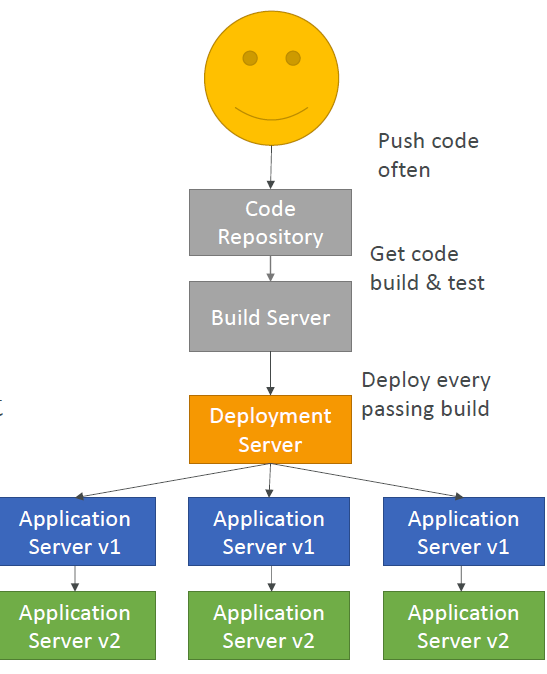 Push code
often
Code
Repository
Get code
build & test
Build Server
Deploy every
passing build
Deployment
Server
Application
Server v1
Application
Server v1
Application
Server v1
Application
Server v2
Application
Server v2
Application
Server v2